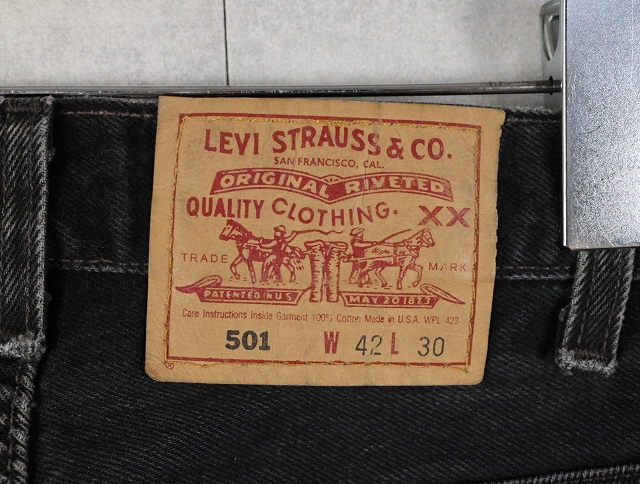 LEVI STRAUSS & CO.
SAN FRANCISCO, CAL.
ORIGINAL RIVETED
QUALITY CLOTHING. XX
TRADE MARK
PATENTED IN U.S. MAY 20 1873
Care Instructions Inside Garment 100% Cotton Made in U.S.A. WPL 423
501 W 42 L 30
®